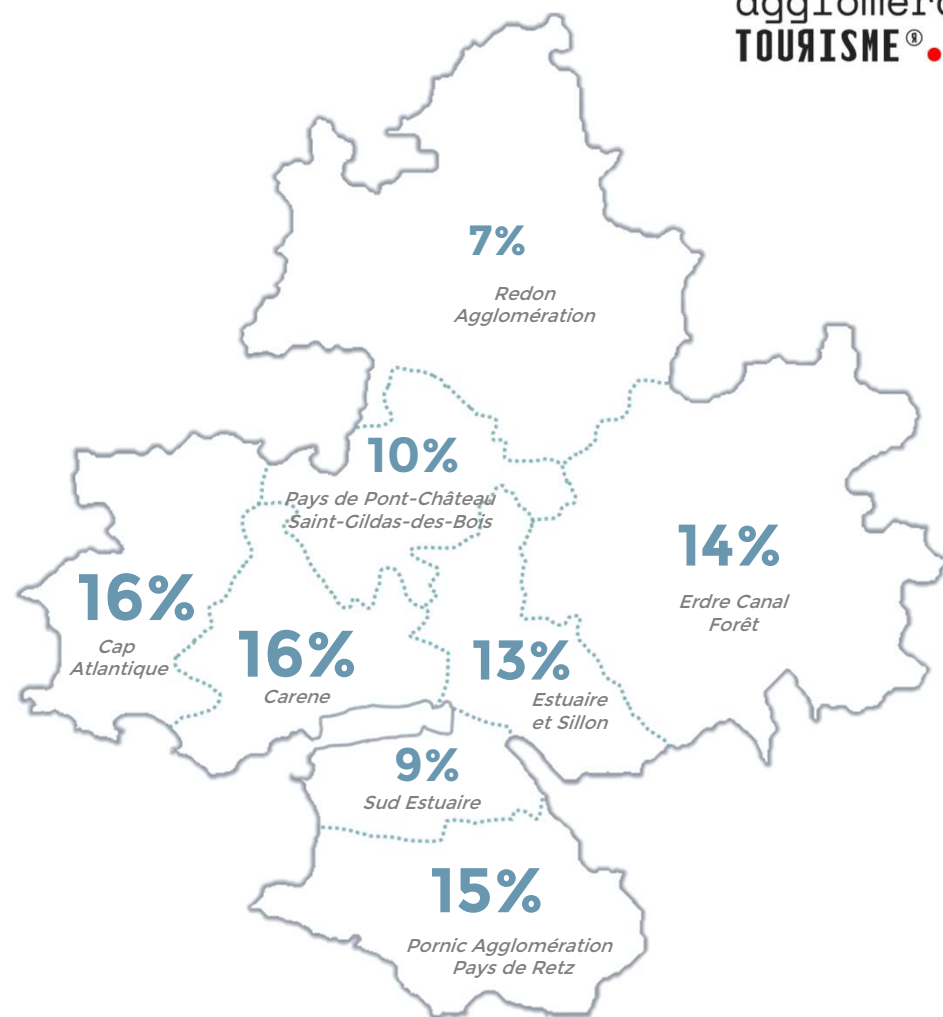 TOURISME®
7%
Redon
Agglomération
10%
Pays de Pont-Château
Saint-Gildas-des-Bois
14%
Erdre Canal
Forêt
16%
Cap
Atlantique
16%
Carene
13%
Estuaire
et Sillon
9%
Sud Estuaire
15%
Pornic Agglomération
Pays de Retz